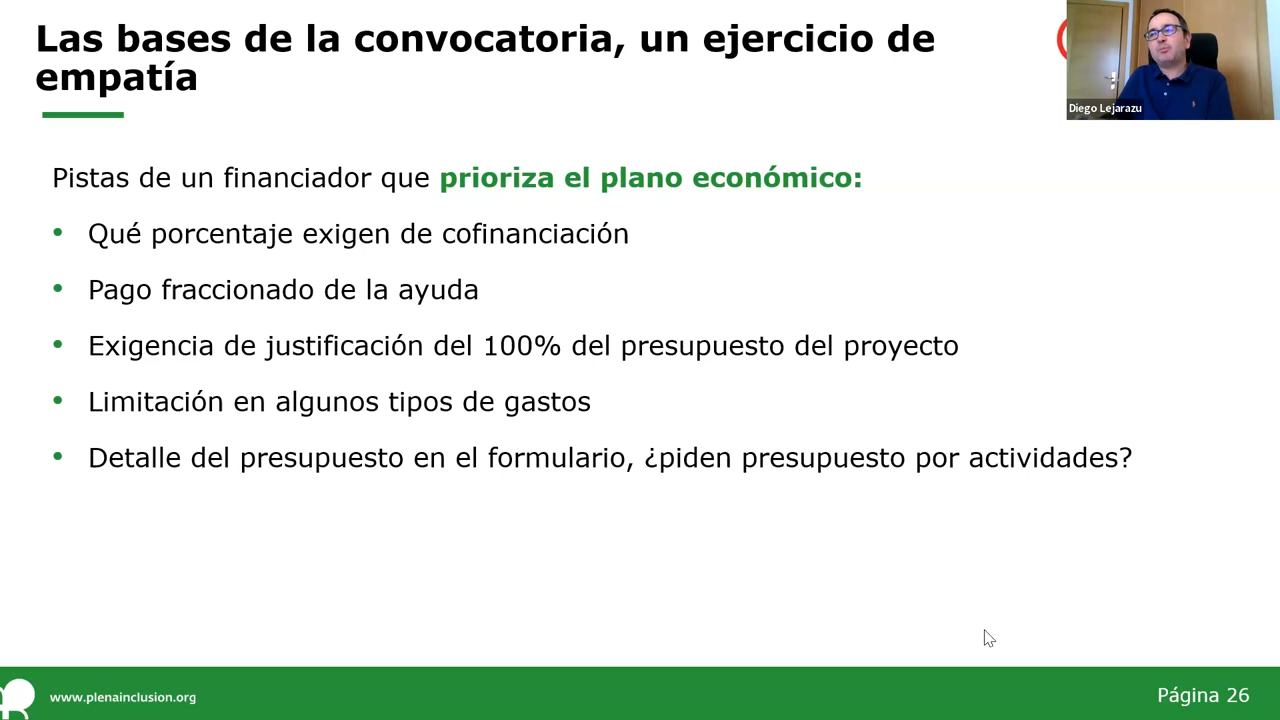 Las bases de la convocatoria, un ejercicio de
empatía
Diego Lejarazu
Pistas de un financiador que prioriza el plano económico:
• Qué porcentaje exigen de cofinanciación
• Pago fraccionado de la ayuda
• Exigencia de justificación del 100% del presupuesto del proyecto
• Limitación en algunos tipos de gastos
• Detalle del presupuesto en el formulario, ¿piden presupuesto por actividades?
www.plenainclusion.org
Página 26